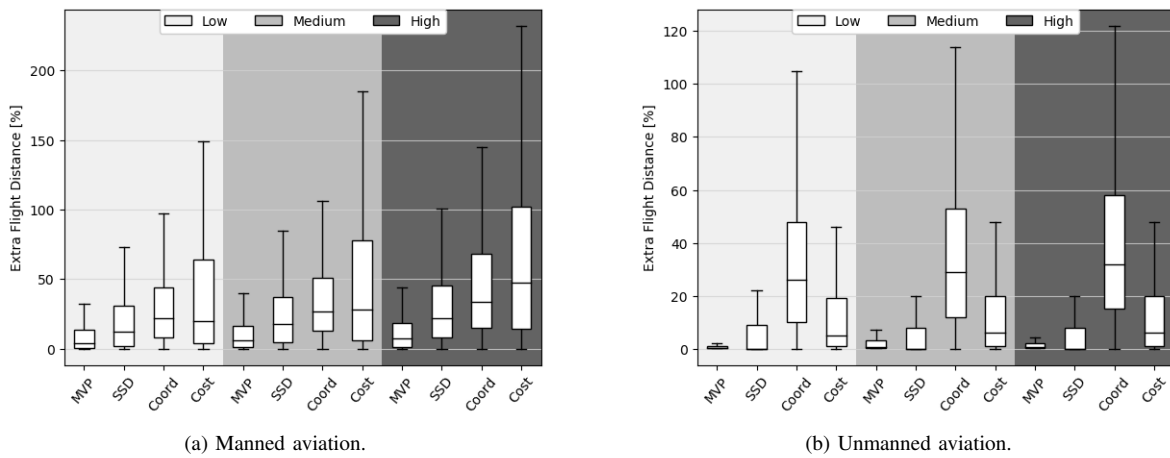 Low Medium High
Extra Flight Distance [%]
200
150
100
50
0
MVP SSD Coord Cost MVP SSD Coord Cost MVP SSD Coord Cost
(a) Manned aviation.
Low Medium High
Extra Flight Distance [%]
120
100
80
60
40
20
0
MVP SSD Coord Cost MVP SSD Coord Cost MVP SSD Coord Cost
(b) Unmanned aviation.